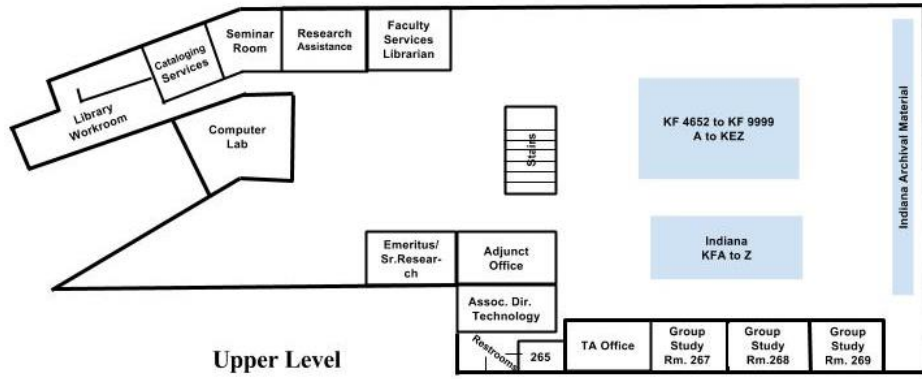 Seminar
Room
Research
Assistance
Faculty
Services
Librarian
Cataloging
Services
Library
Workroom
Computer
Lab
Stairs
KF 4652 to KF 9999
A to KEZ
Indiana Archival Material
Indiana
KFA to Z
Emeritus/
Sr.Resear-
ch
Adjunct
Office
Assoc. Dir.
Technology
Restrooms
265
TA Office
Group
Study
Rm. 267
Group
Study
Rm.268
Group
Study
Rm. 269
Upper Level